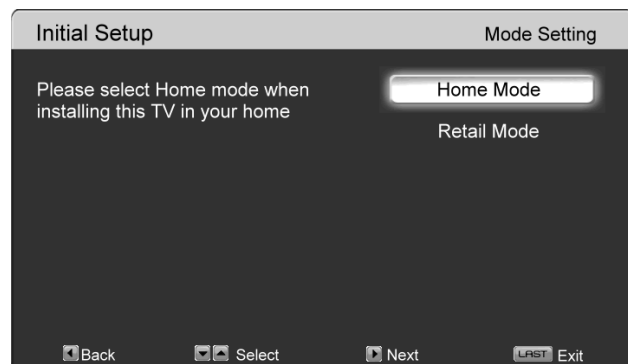 Initial Setup Mode Setting
Please select Home mode when
installing this TV in your home
Home Mode
Retail Mode
Back Select Next LAST Exit